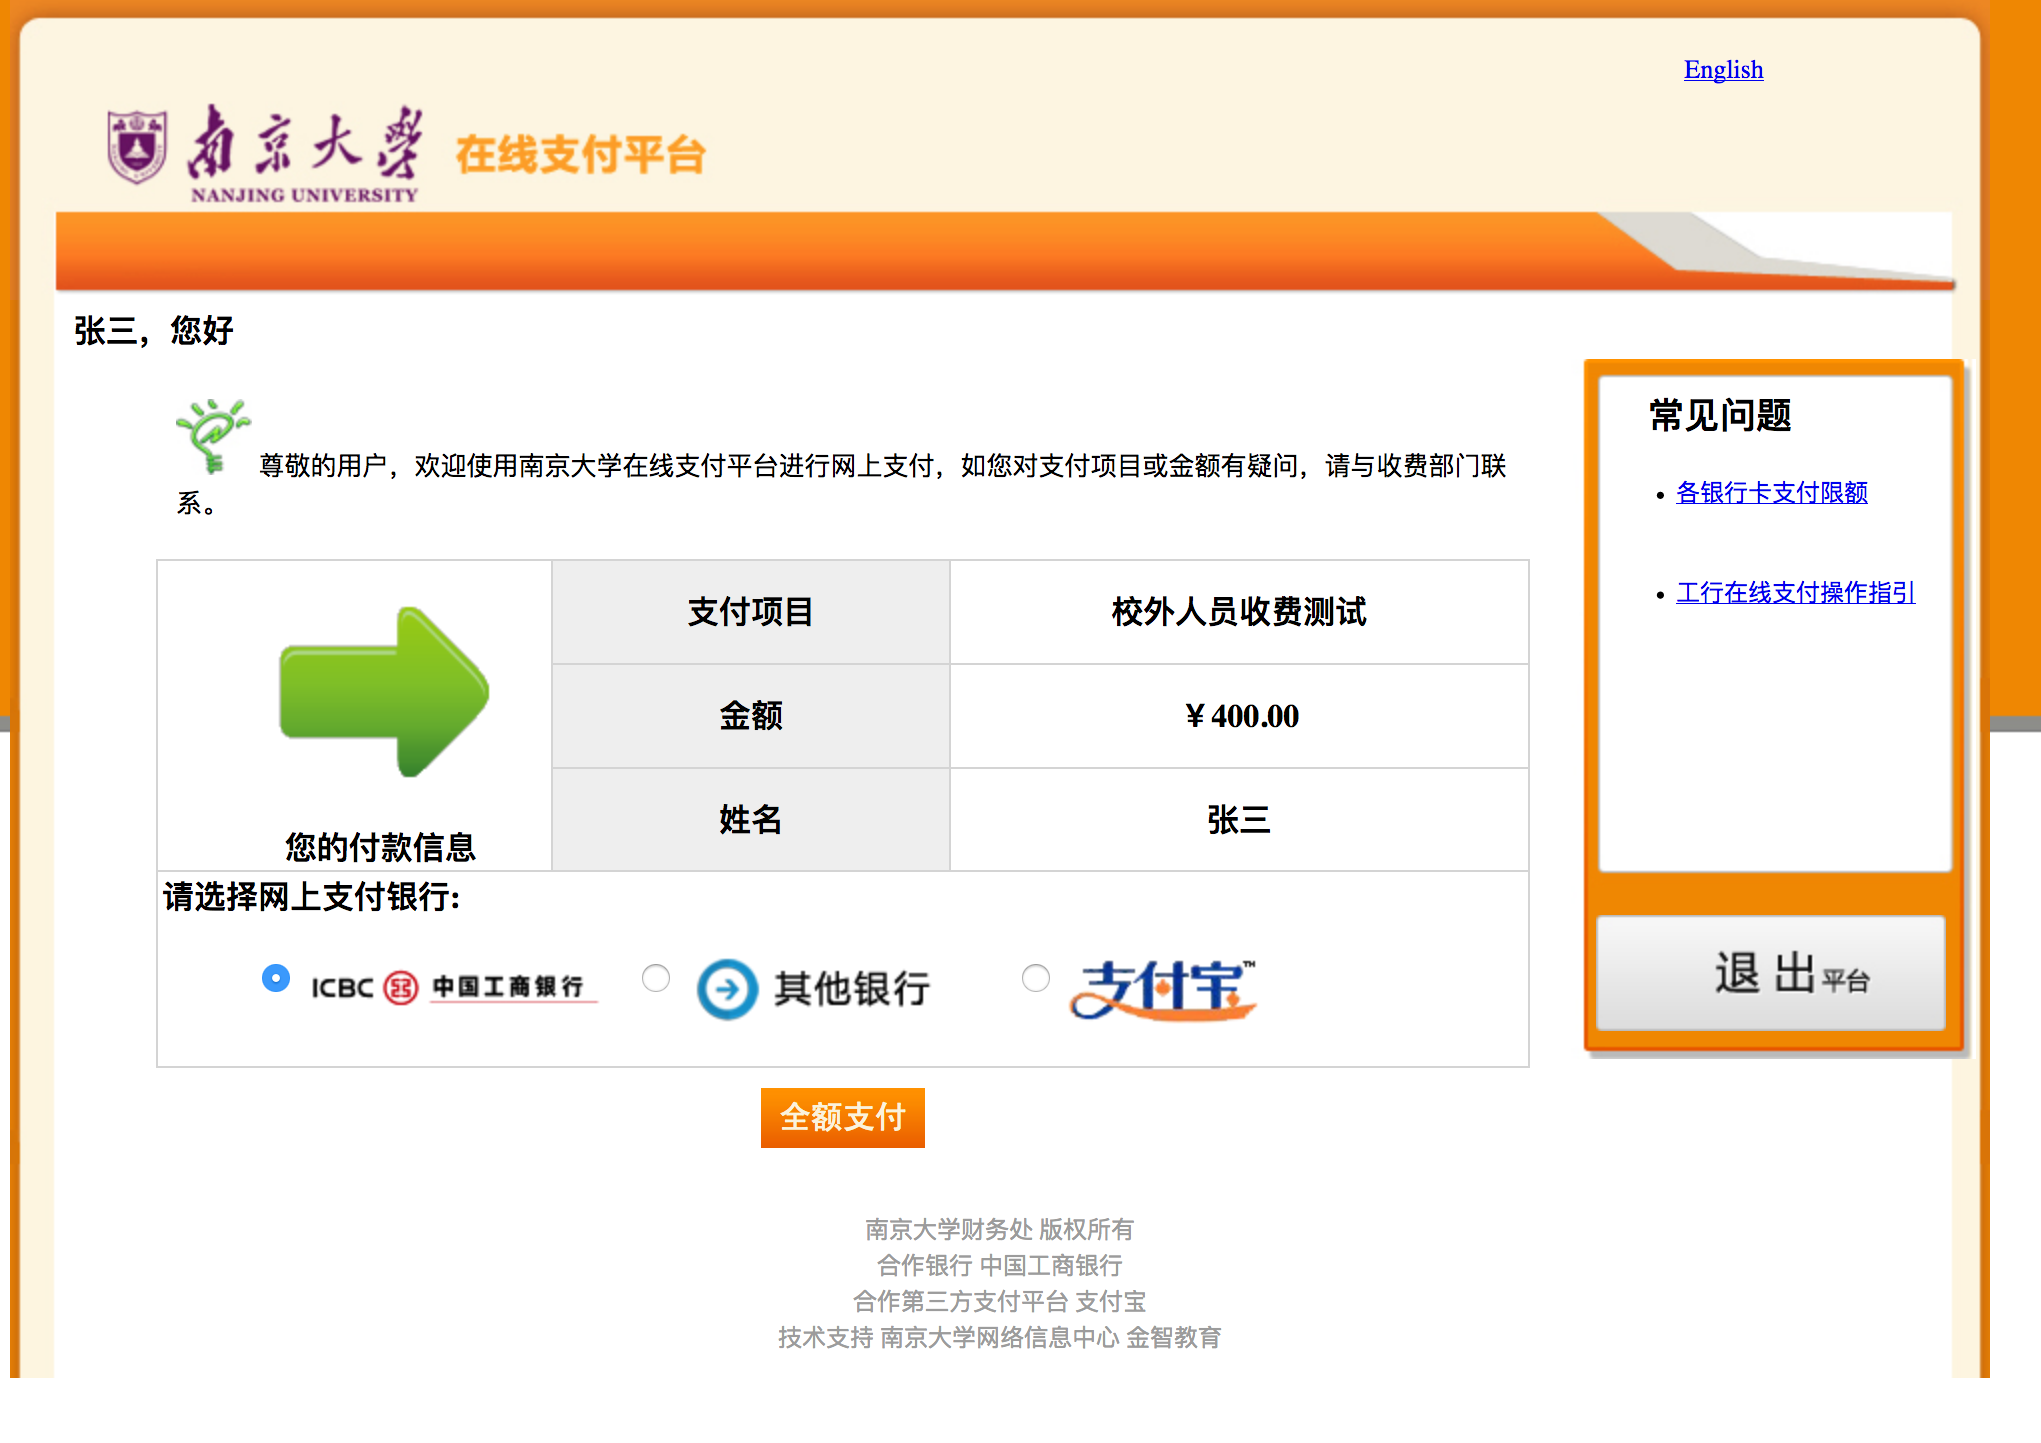 English
南京大学 在线支付平台
NANJING UNIVERSITY
张三，您好
尊敬的用户，欢迎使用南京大学在线支付平台进行网上支付，如您对支付项目或金额有疑问，请与收费部门联
系。
支付项目 校外人员收费测试
金额 ￥400.00
姓名 张三
您的付款信息
请选择网上支付银行:
ICBC 中国工商银行 其他银行 支付宝™
全额支付
常见问题
各银行卡支付限额
工行在线支付操作指引
退出平台
南京大学财务处 版权所有
合作银行 中国工商银行
合作第三方支付平台 支付宝
技术支持 南京大学网络信息中心 金智教育